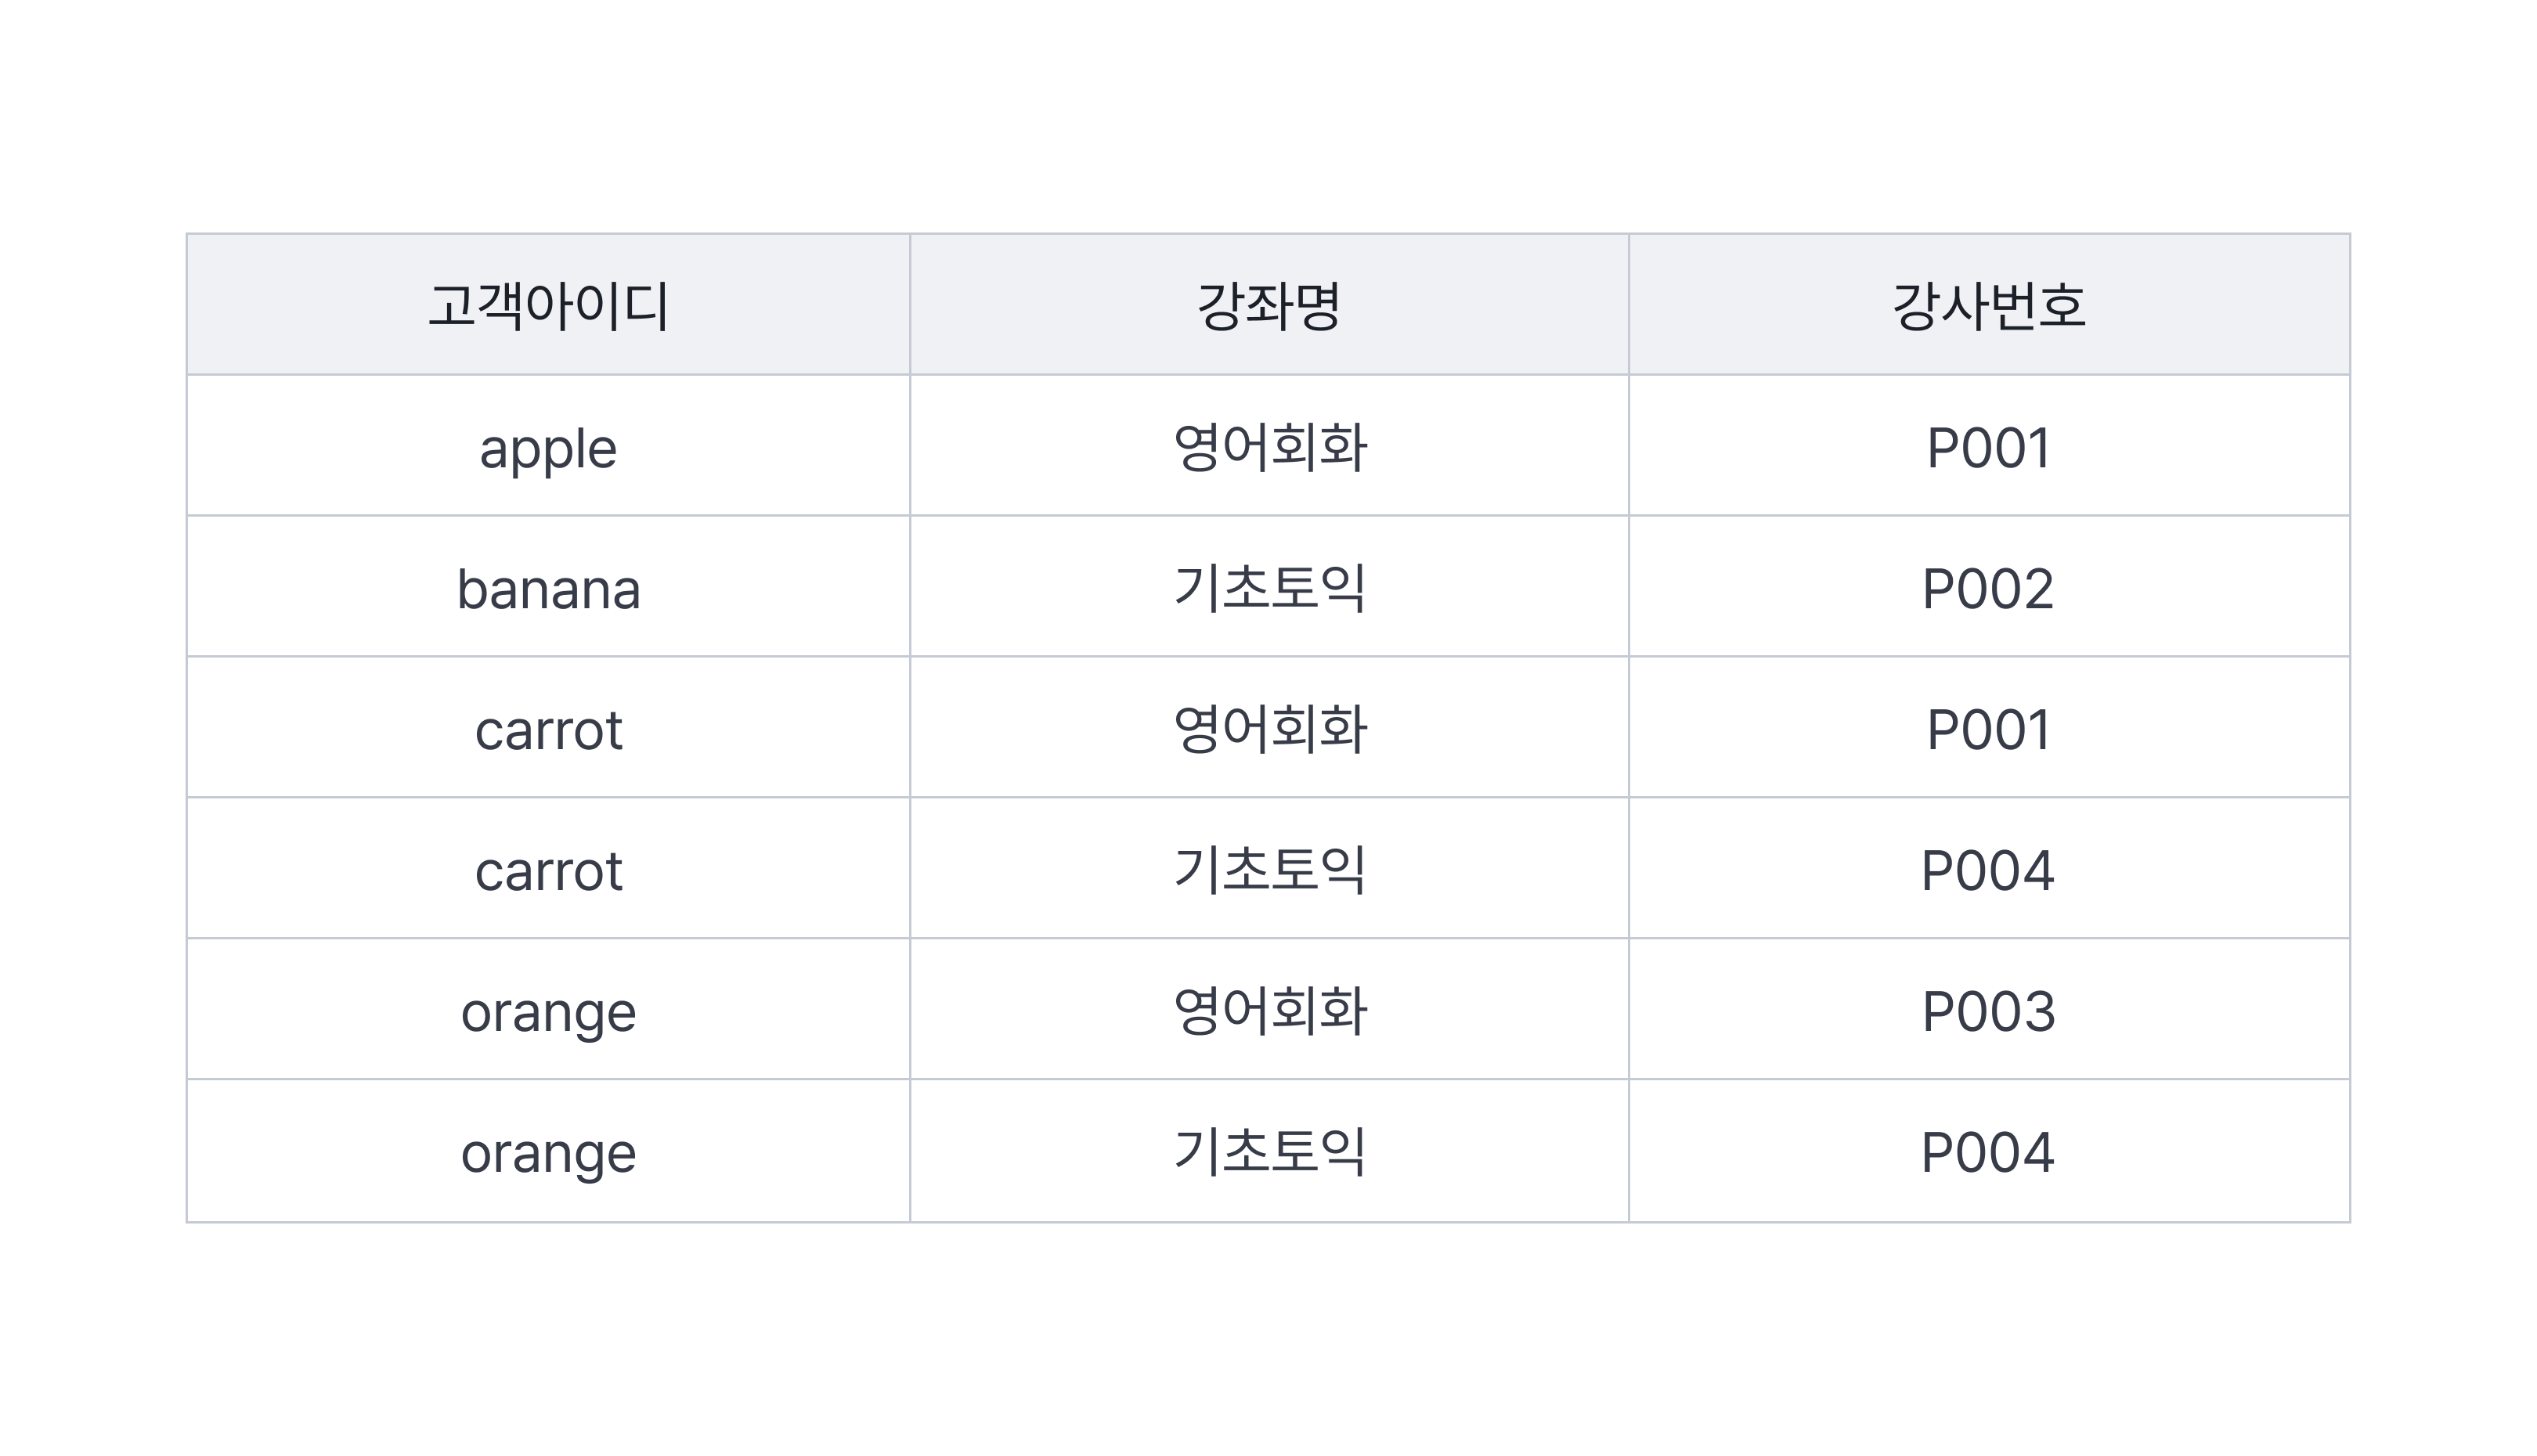 고객아이디 강좌명 강사번호
apple 영어회화 P001
banana 기초토익 P002
carrot 영어회화 P001
carrot 기초토익 P004
orange 영어회화 P003
orange 기초토익 P004